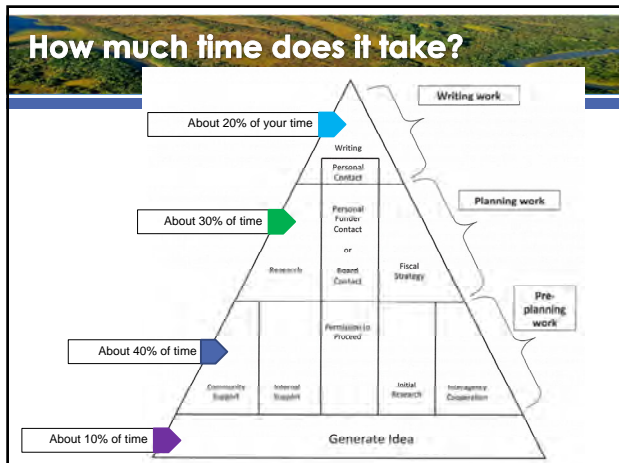 How much time does it take?
Writing work
About 20% of your time
Writing
Personal
Contact
Planning work
About 30% of time
Personal
Funder
Contact
or
Board
Contact
Research
Fiscal
Strategy
Pre-
planning
work
Permission to
Proceed
About 40% of time
Community
Support
Internal
Support
Initial
Research
Interagency
Cooperation
About 10% of time
Generate Idea